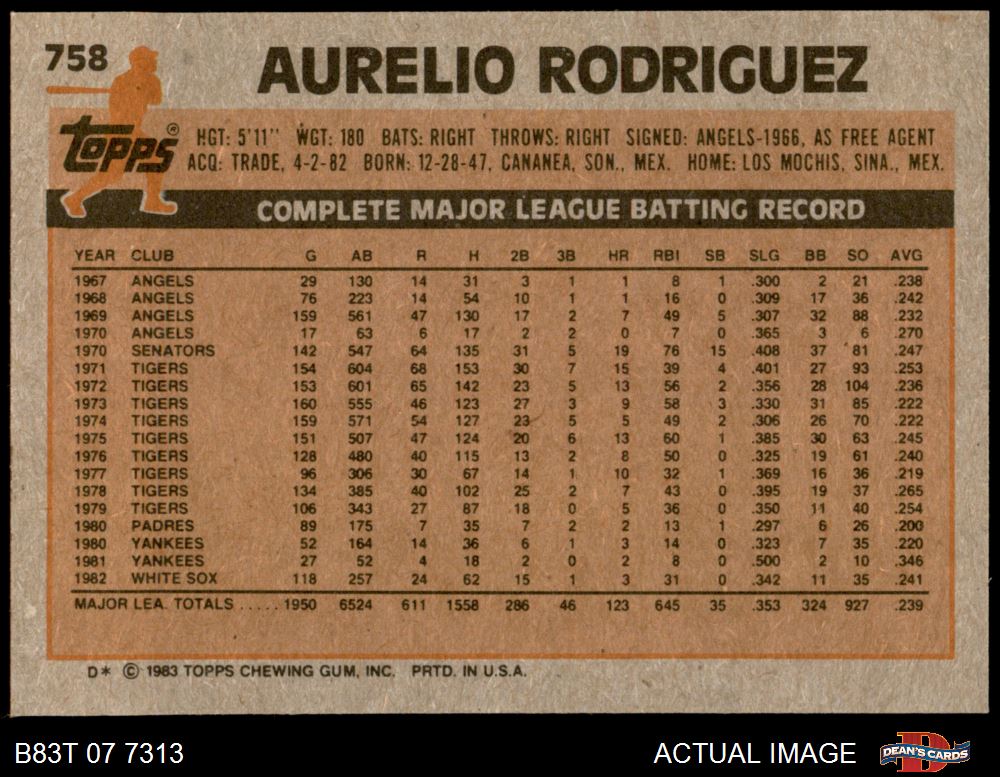 758 AURELIO RODRIGUEZ
Topps®
HGT: 5'11" WGT: 180 BATS: RIGHT THROWS: RIGHT SIGNED: ANGELS-1966, AS FREE AGENT
ACQ: TRADE, 4-2-82 BORN: 12-28-47, CANANEA, SON., MEX. HOME: LOS MOCHIS, SINA., MEX.
COMPLETE MAJOR LEAGUE BATTING RECORD
YEAR CLUB G AB R H 2B 3B HR RBI SB SLG BB SO AVG
1967 ANGELS 29 130 14 31 3 1 1 8 1 .300 2 21 .238
1968 ANGELS 76 223 14 54 10 1 1 16 0 .309 17 36 .242
1969 ANGELS 159 561 47 130 17 2 7 49 5 .307 32 88 .232
1970 ANGELS 17 63 6 17 2 2 0 7 0 .365 3 6 .270
1970 SENATORS 142 547 64 135 31 5 19 76 15 .408 37 81 .247
1971 TIGERS 154 604 68 153 30 7 15 39 4 .401 27 93 .253
1972 TIGERS 153 601 65 142 23 5 13 56 2 .356 28 104 .236
1973 TIGERS 160 555 46 123 27 3 9 58 3 .330 31 85 .222
1974 TIGERS 159 571 54 127 23 5 5 49 2 .306 26 70 .222
1975 TIGERS 151 507 47 124 20 6 13 60 1 .385 30 63 .245
1976 TIGERS 128 480 40 115 13 2 8 50 0 .325 19 61 .240
1977 TIGERS 96 306 30 67 14 1 10 32 1 .369 16 36 .219
1978 TIGERS 134 385 40 102 25 2 7 43 0 .395 19 37 .265
1979 TIGERS 106 343 27 87 18 0 5 36 0 .350 11 40 .254
1980 PADRES 89 175 7 35 7 2 2 13 1 .297 6 26 .200
1980 YANKEES 52 164 14 36 6 1 3 14 0 .323 7 35 .220
1981 YANKEES 27 52 4 18 2 0 2 8 0 .500 2 10 .346
1982 WHITE SOX 118 257 24 62 15 1 3 31 0 .342 11 35 .241
MAJOR LEA. TOTALS ..... 1950 6524 611 1558 286 46 123 645 35 .353 324 927 .239
D* © 1983 TOPPS CHEWING GUM, INC. PRTD. IN U.S.A.
B83T 07 7313 ACTUAL IMAGE D DEAN'S CARDS